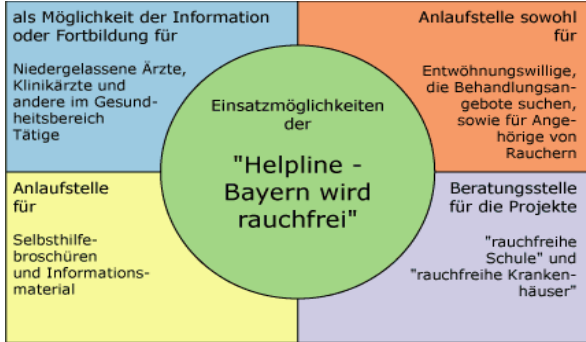 als Möglichkeit der Information
oder Fortbildung für
Niedergelassene Ärzte,
Klinikärzte und
andere im Gesund-
heitsbereich
Tätige
Anlaufstelle sowohl
für
Entwöhnungswillige,
die Behandlungsan-
gebote suchen,
sowie für Ange-
hörige von
Rauchern
Einsatzmöglichkeiten
der
"Helpline -
Bayern wird
rauchfrei"
Anlaufstelle
für
Selbsthilfe-
broschüren
und Informations-
material
Beratungsstelle
für die Projekte
"rauchfreihe
Schule" und
"rauchfreihe Kranken-
häuser"